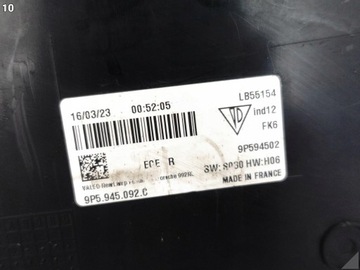 10
16/03/23 00:52:05
LB55154
ind12
FK6
ECE R
9P594502
SW: HW:H06
MADE IN FRANCE
9P5.945.092.C